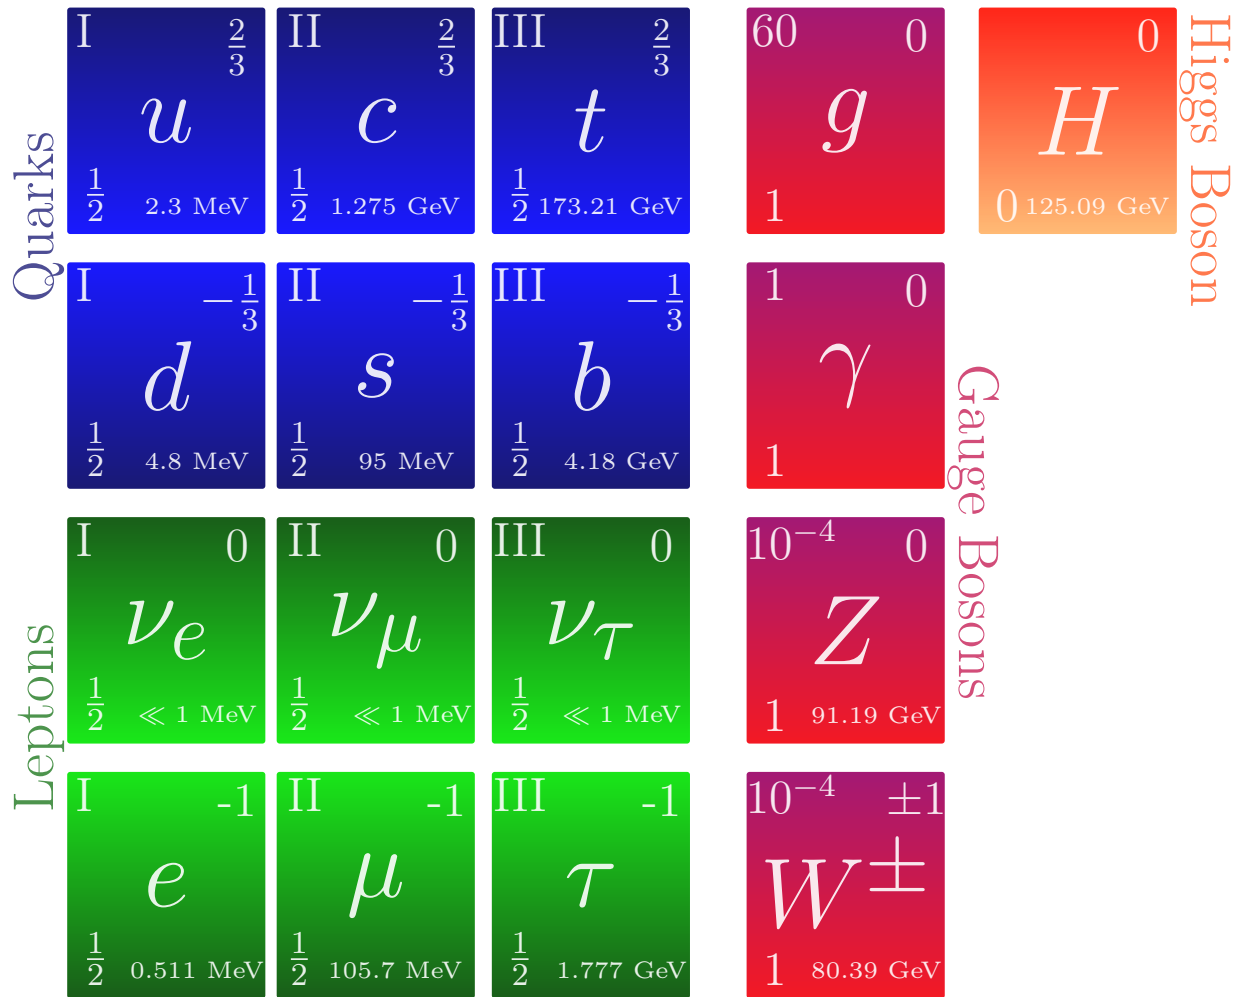 Quarks
I 2/3
u
1/2 2.3 MeV
II 2/3
c
1/2 1.275 GeV
III 2/3
t
1/2 173.21 GeV
60 0
g
1
0
H
0 125.09 GeV
Higgs Boson
I −1/3
d
1/2 4.8 MeV
II −1/3
s
1/2 95 MeV
III −1/3
b
1/2 4.18 GeV
1 0
γ
1
Gauge Bosons
Leptons
I 0
ν_e
1/2 ≪ 1 MeV
II 0
ν_μ
1/2 ≪ 1 MeV
III 0
ν_τ
1/2 ≪ 1 MeV
10⁻⁴ 0
Z
1 91.19 GeV
I -1
e
1/2 0.511 MeV
II -1
μ
1/2 105.7 MeV
III -1
τ
1/2 1.777 GeV
10⁻⁴ ±1
W^±
1 80.39 GeV